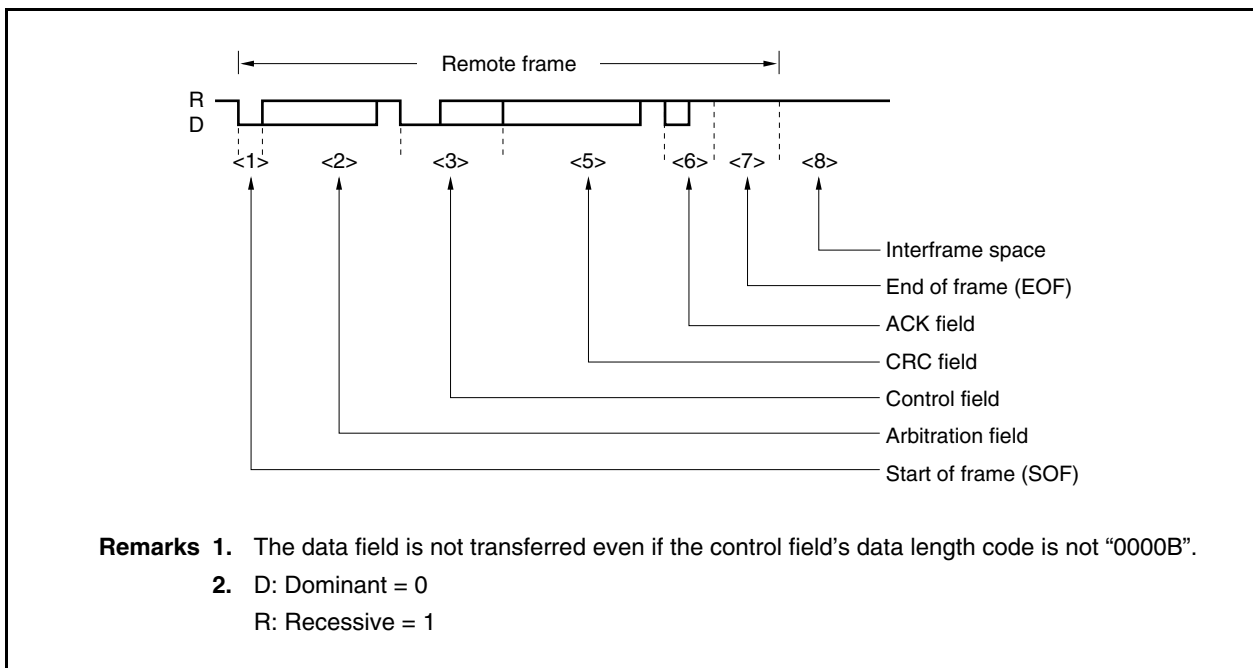 Remote frame
R
D
<1> <2> <3> <5> <6> <7> <8>
Interframe space
End of frame (EOF)
ACK field
CRC field
Control field
Arbitration field
Start of frame (SOF)
Remarks 1. The data field is not transferred even if the control field’s data length code is not “0000B”.
2. D: Dominant = 0
R: Recessive = 1